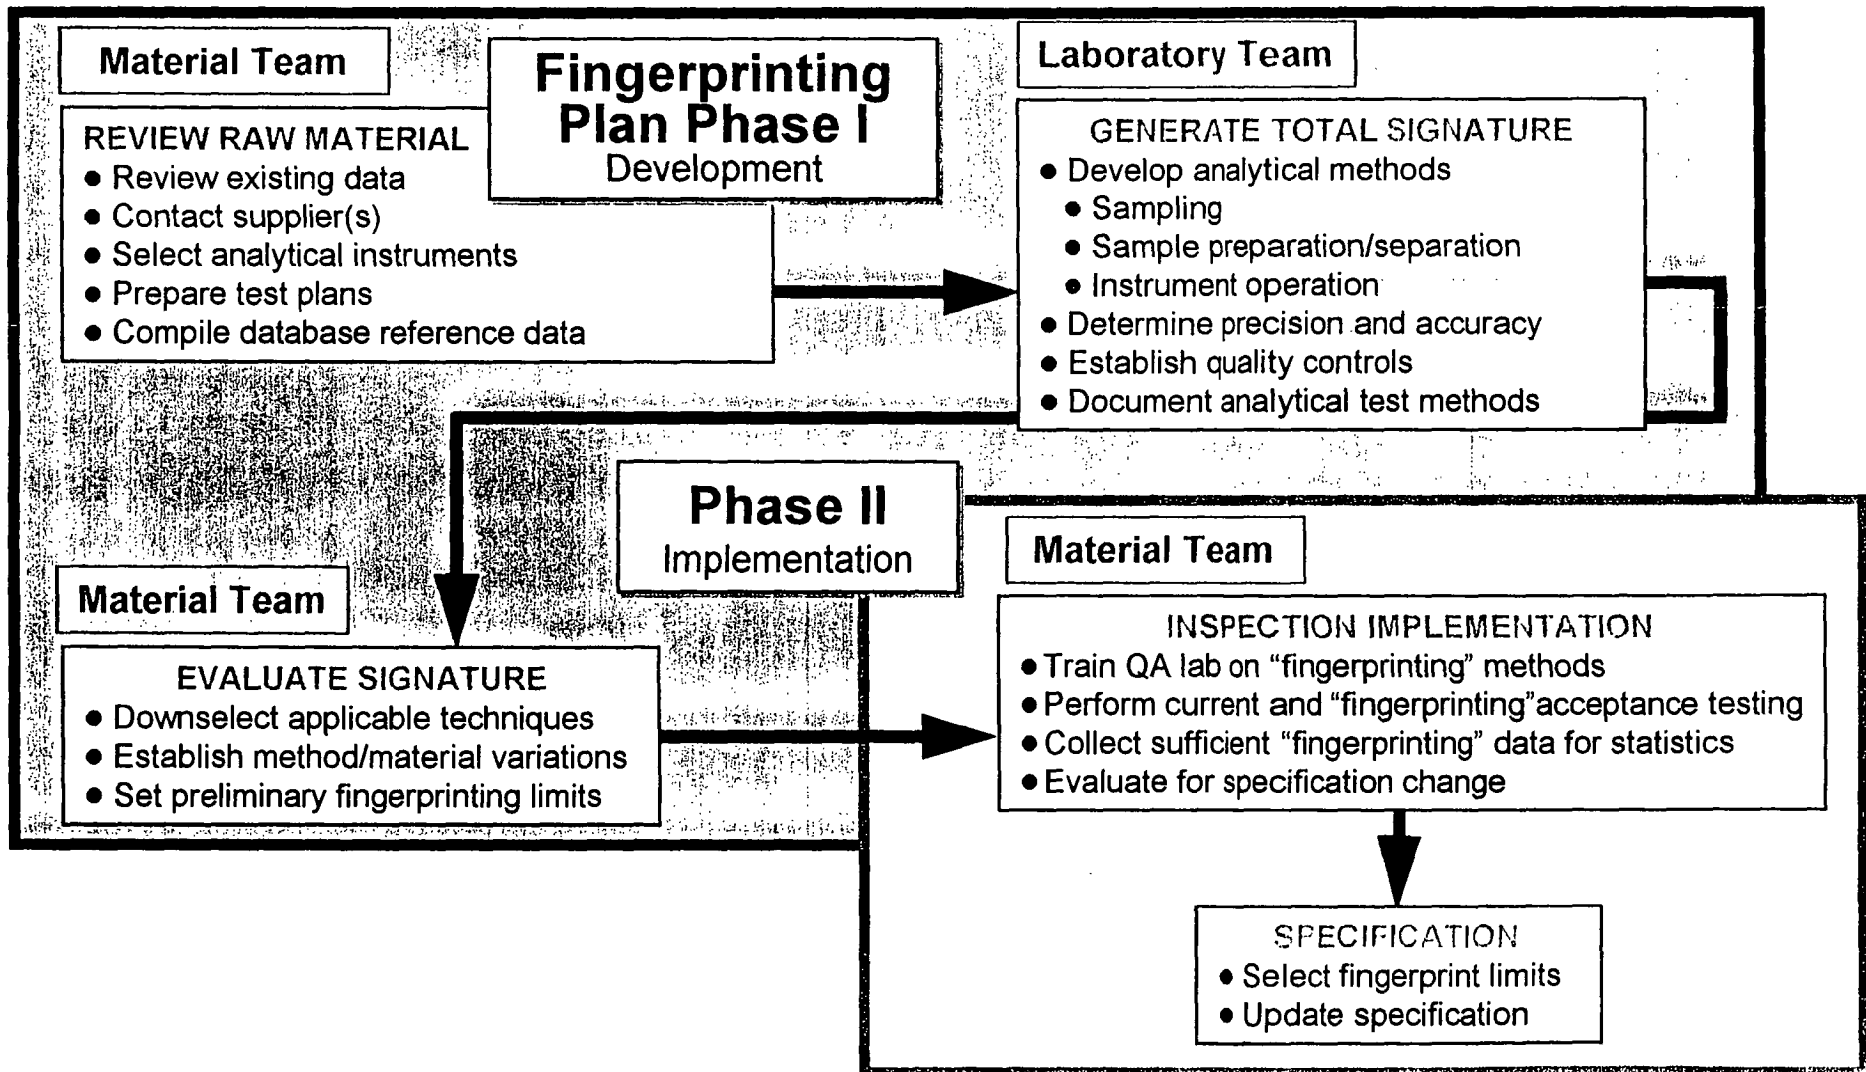 Material Team
Fingerprinting
Plan Phase I
Development
REVIEW RAW MATERIAL
● Review existing data
● Contact supplier(s)
● Select analytical instruments
● Prepare test plans
● Compile database reference data
Laboratory Team
GENERATE TOTAL SIGNATURE
● Develop analytical methods
● Sampling
● Sample preparation/separation
● Instrument operation
● Determine precision and accuracy
● Establish quality controls
● Document analytical test methods
Material Team
EVALUATE SIGNATURE
● Downselect applicable techniques
● Establish method/material variations
● Set preliminary fingerprinting limits
Phase II
Implementation
Material Team
INSPECTION IMPLEMENTATION
● Train QA lab on “fingerprinting” methods
● Perform current and “fingerprinting”acceptance testing
● Collect sufficient “fingerprinting” data for statistics
● Evaluate for specification change
SPECIFICATION
● Select fingerprint limits
● Update specification